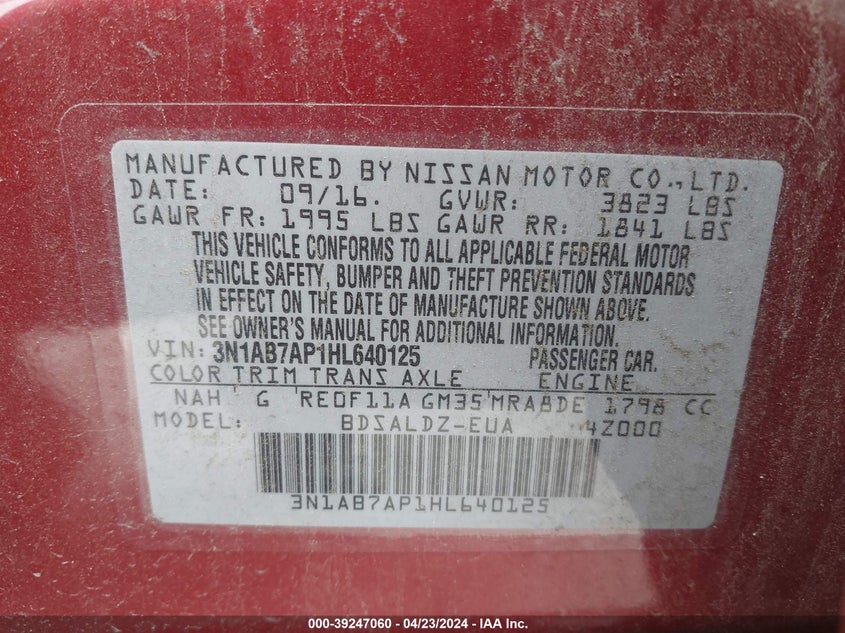 MANUFACTURED BY NISSAN MOTOR CO., LTD.
DATE: 09/16. GVWR: 3823 LBS
GAWR FR: 1995 LBS GAWR RR: 1841 LBS
THIS VEHICLE CONFORMS TO ALL APPLICABLE FEDERAL MOTOR
VEHICLE SAFETY, BUMPER AND THEFT PREVENTION STANDARDS
IN EFFECT ON THE DATE OF MANUFACTURE SHOWN ABOVE.
SEE OWNER'S MANUAL FOR ADDITIONAL INFORMATION.
VIN: 3N1AB7AP1HL640125 PASSENGER CAR.
COLOR TRIM TRANS AXLE ENGINE
NAH ' G 'RE0F11A GM35'MRA8DE 1798 CC
MODEL: BDSALDZ-EUA 4Z000
3N1AB7AP1HL640125
000-39247060 - 04/23/2024 - IAA Inc.